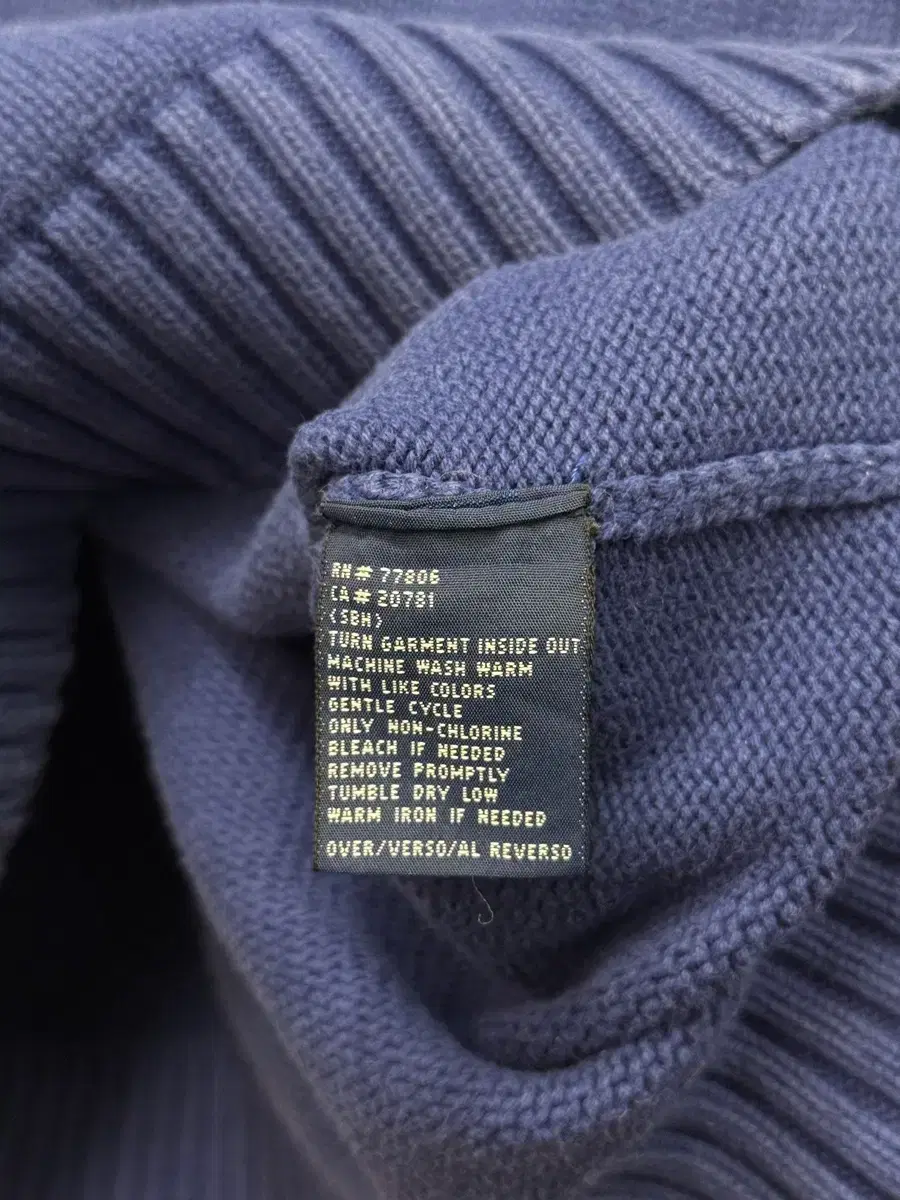 RN# 77806
CA# 20781
(SBH)
TURN GARMENT INSIDE OUT
MACHINE WASH WARM
WITH LIKE COLORS
GENTLE CYCLE
ONLY NON-CHLORINE
BLEACH IF NEEDED
REMOVE PROMPTLY
TUMBLE DRY LOW
WARM IRON IF NEEDED
OVER/VERSO/AL REVERSO